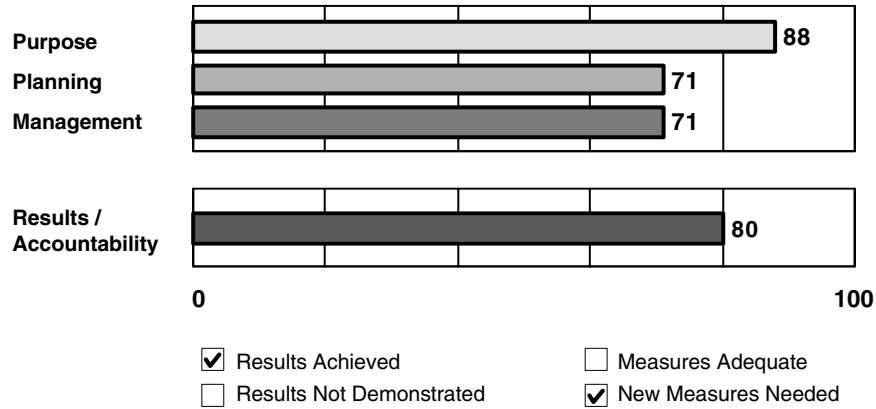 Purpose 88
Planning 71
Management 71
Results /
Accountability 80
0 100
Results Achieved Measures Adequate
Results Not Demonstrated New Measures Needed